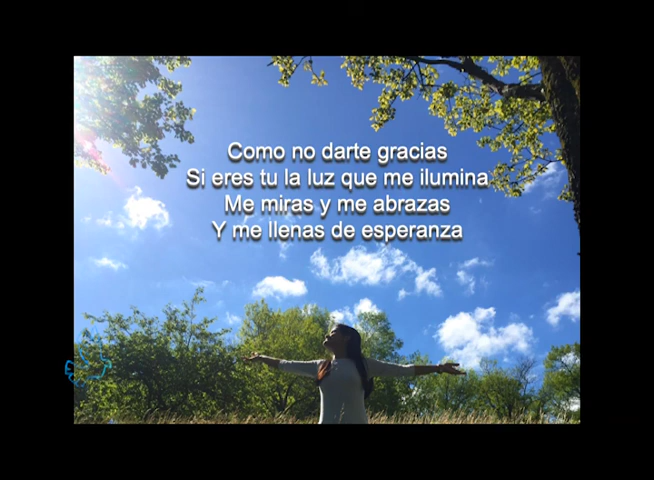 Como no darte gracias
Si eres tu la luz que me ilumina
Me miras y me abrazas
Y me llenas de esperanza